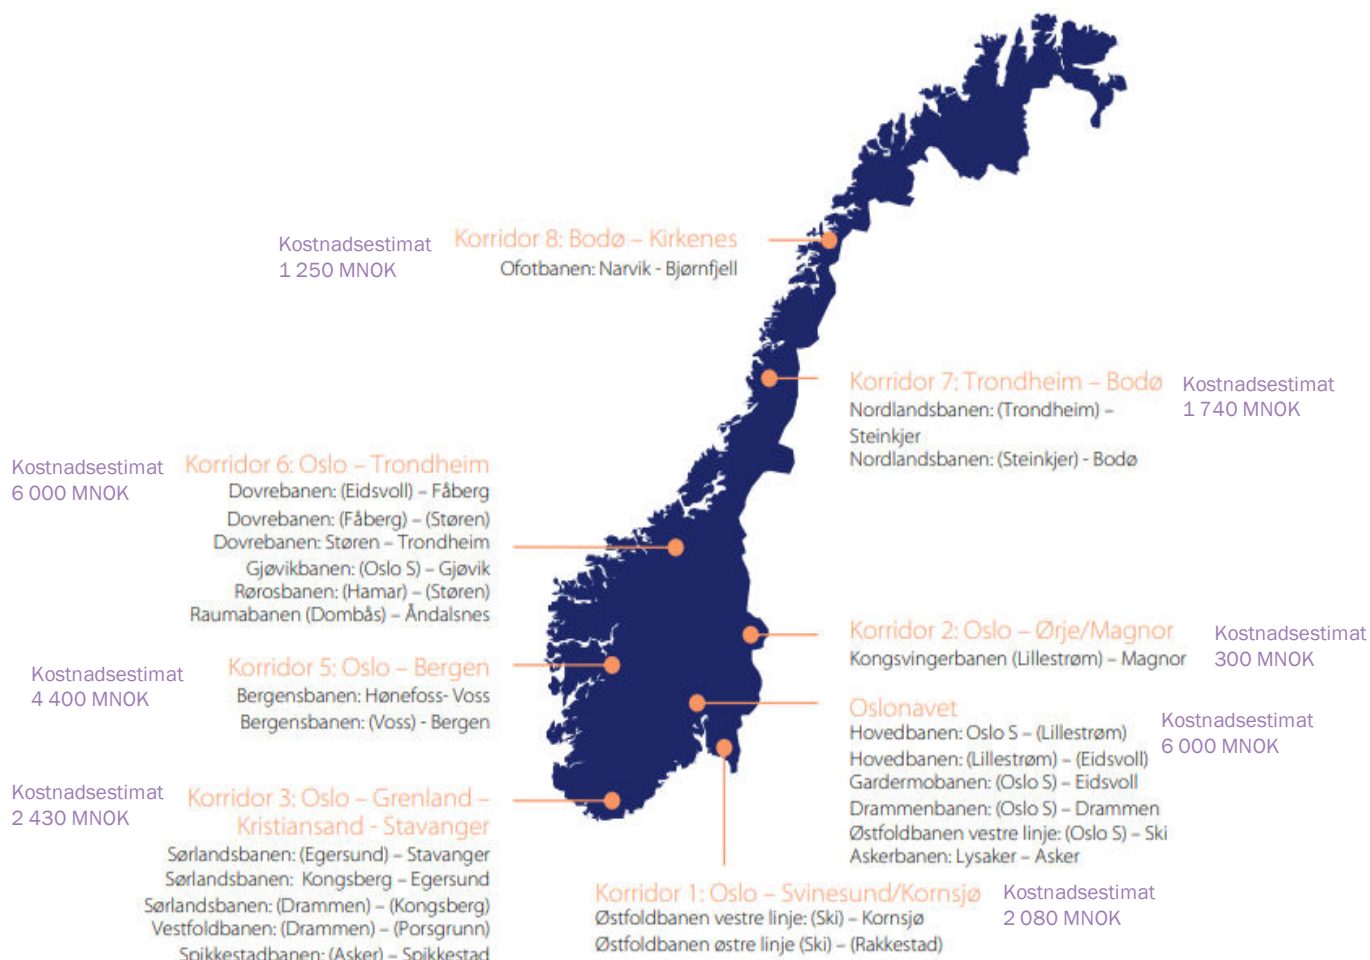 Kostnadsestimat
1 250 MNOK
Korridor 8: Bodø – Kirkenes
Ofotbanen: Narvik - Bjørnfjell
Korridor 7: Trondheim – Bodø
Nordlandsbanen: (Trondheim) –
Steinkjer
Nordlandsbanen: (Steinkjer) - Bodø
Kostnadsestimat
1 740 MNOK
Kostnadsestimat
6 000 MNOK
Korridor 6: Oslo – Trondheim
Dovrebanen: (Eidsvoll) – Fåberg
Dovrebanen: (Fåberg) – (Støren)
Dovrebanen: Støren – Trondheim
Gjøvikbanen: (Oslo S) – Gjøvik
Rørosbanen: (Hamar) – (Støren)
Raumabanen (Dombås) – Åndalsnes
Korridor 2: Oslo – Ørje/Magnor
Kongsvingerbanen (Lillestrøm) – Magnor
Kostnadsestimat
300 MNOK
Kostnadsestimat
4 400 MNOK
Korridor 5: Oslo – Bergen
Bergensbanen: Hønefoss- Voss
Bergensbanen: (Voss) - Bergen
Oslonavet
Hovedbanen: Oslo S – (Lillestrøm)
Hovedbanen: (Lillestrøm) – (Eidsvoll)
Gardermobanen: (Oslo S) – Eidsvoll
Drammenbanen: (Oslo S) – Drammen
Østfoldbanen vestre linje: (Oslo S) – Ski
Askerbanen: Lysaker – Asker
Kostnadsestimat
6 000 MNOK
Kostnadsestimat
2 430 MNOK
Korridor 3: Oslo – Grenland –
Kristiansand - Stavanger
Sørlandsbanen: (Egersund) – Stavanger
Sørlandsbanen: Kongsberg – Egersund
Sørlandsbanen: (Drammen) – (Kongsberg)
Vestfoldbanen: (Drammen) – (Porsgrunn)
Spikkestadbanen: (Asker) – Spikkestad
Korridor 1: Oslo – Svinesund/Kornsjø
Østfoldbanen vestre linje: (Ski) – Kornsjø
Østfoldbanen østre linje (Ski) – (Rakkestad)
Kostnadsestimat
2 080 MNOK